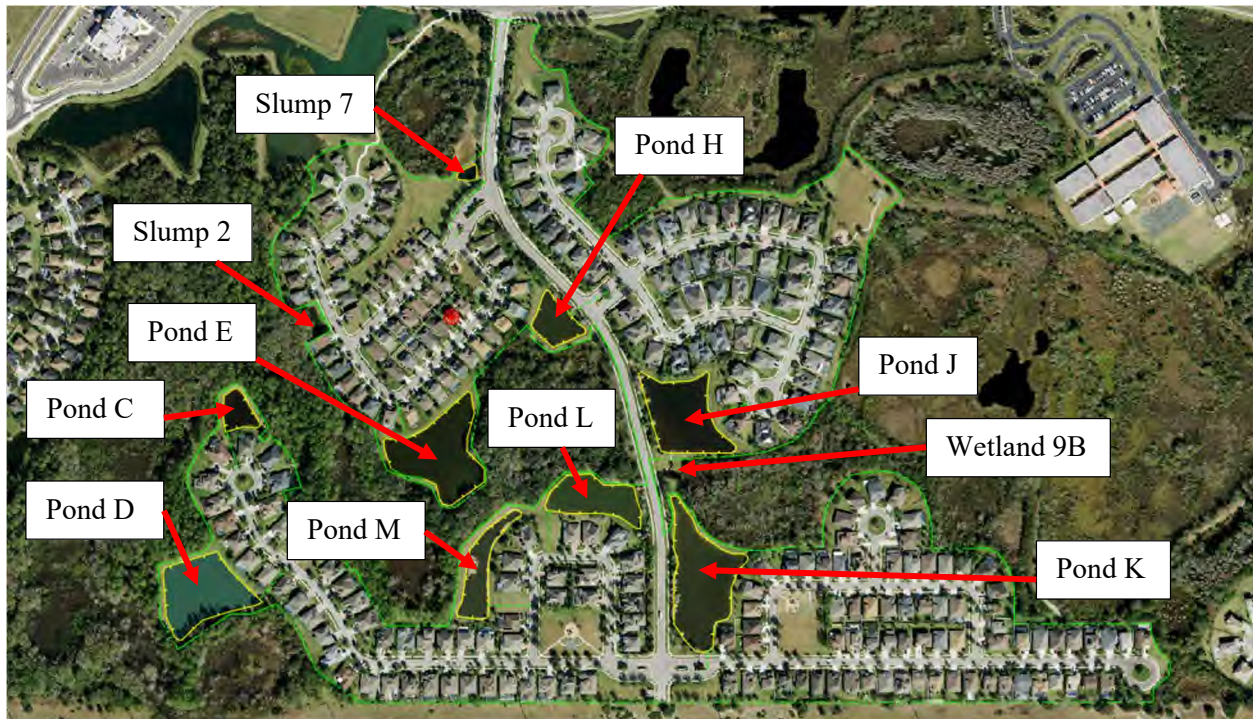 Slump 7
Pond H
Slump 2
Pond E
Pond J
Pond C
Pond L
Wetland 9B
Pond D
Pond M
Pond K